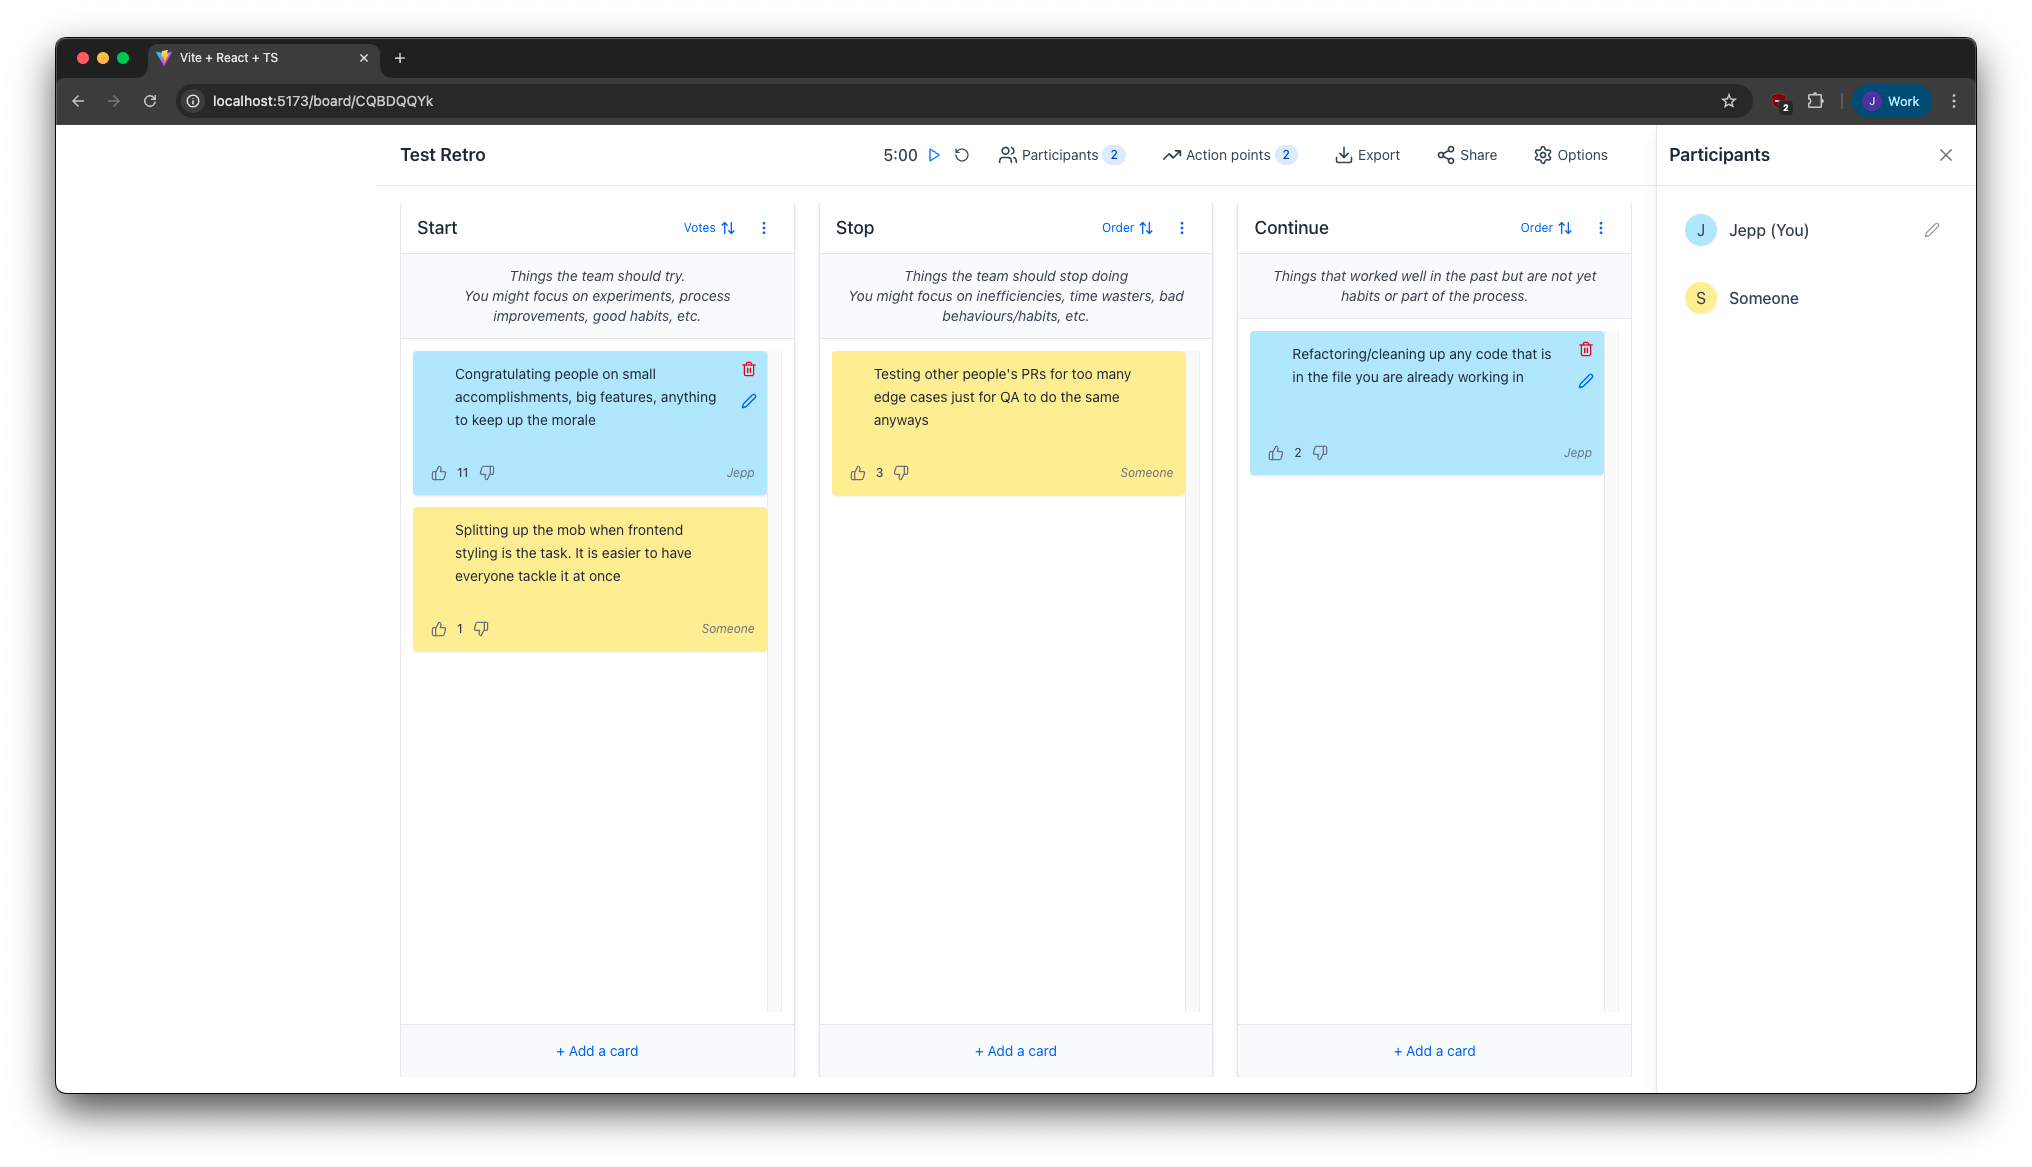 Vite + React + TS
localhost:5173/board/CQBDQQYk
2
J Work
Test Retro
5:00
Participants 2
Action points 2
Export
Share
Options
Participants
Start
Votes
Things the team should try.
You might focus on experiments, process
improvements, good habits, etc.
Congratulating people on small
accomplishments, big features, anything
to keep up the morale
11
Jepp
Splitting up the mob when frontend
styling is the task. It is easier to have
everyone tackle it at once
1
Someone
+ Add a card
Stop
Order
Things the team should stop doing
You might focus on inefficiencies, time wasters, bad
behaviours/habits, etc.
Testing other people's PRs for too many
edge cases just for QA to do the same
anyways
3
Someone
+ Add a card
Continue
Order
Things that worked well in the past but are not yet
habits or part of the process.
Refactoring/cleaning up any code that is
in the file you are already working in
2
Jepp
+ Add a card
J Jepp (You)
S Someone